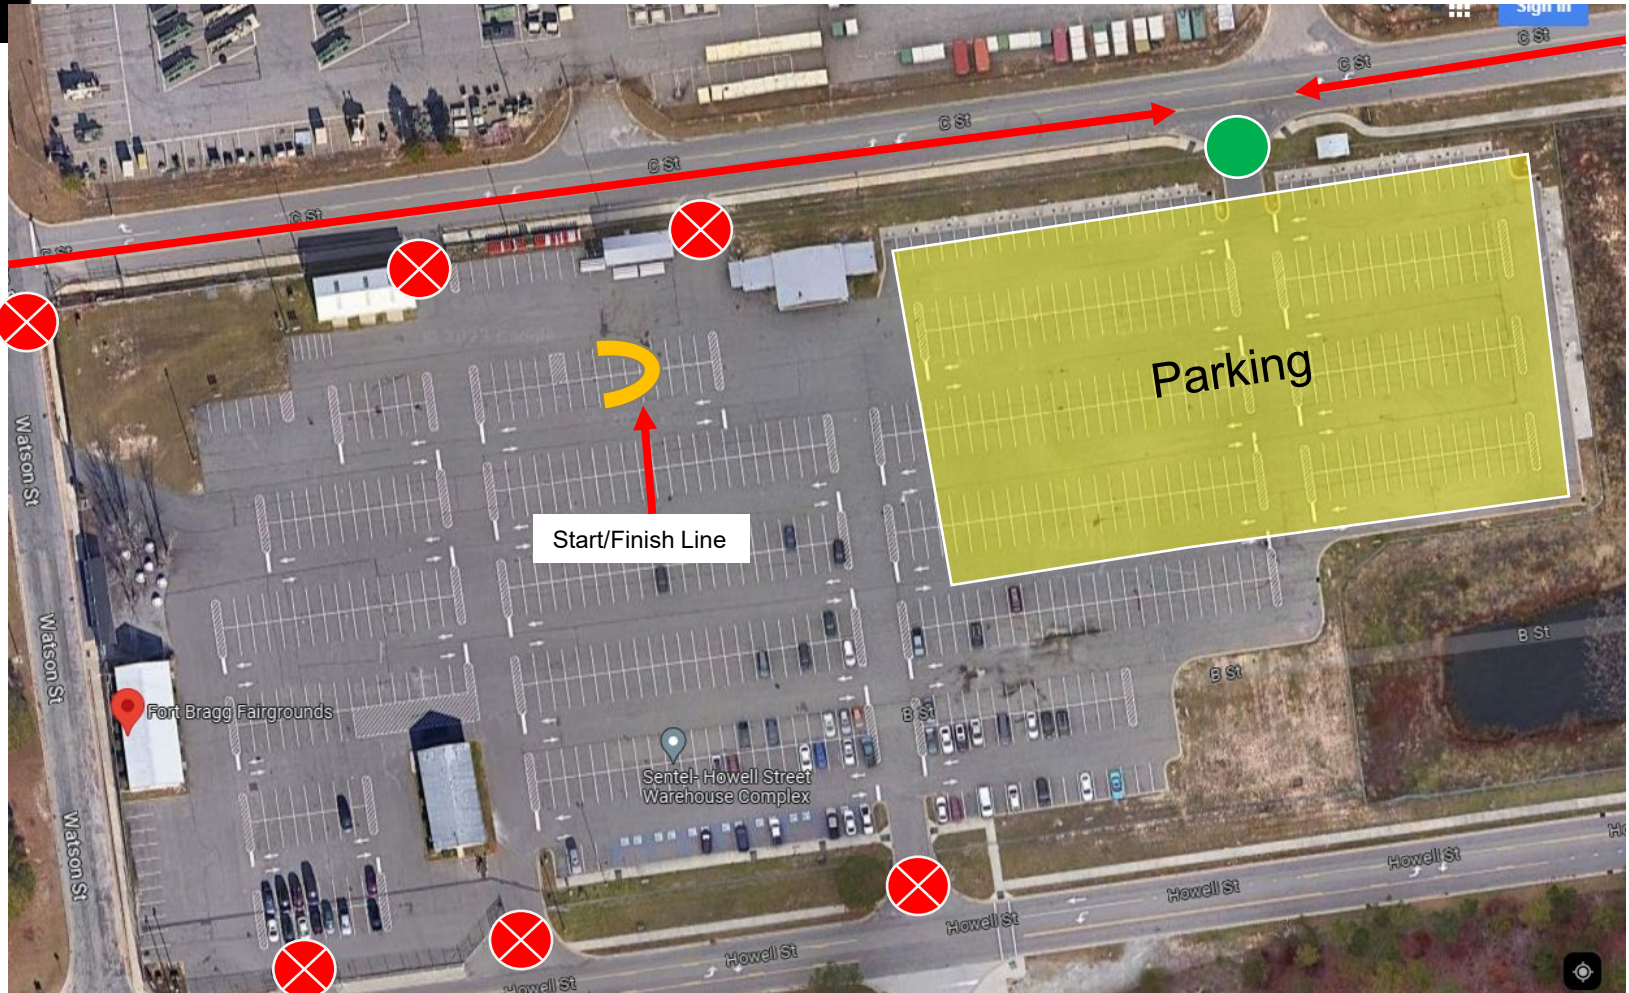 Sign in
C St
C St
C St
C St
C St
C St
Parking
Watson St
Start/Finish Line
Watson St
B St
B St
B St
Fort Bragg Fairgrounds
Sentel- Howell Street
Warehouse Complex
Watson St
Howell St
Howell St
Howell St
Howell St
Howell St